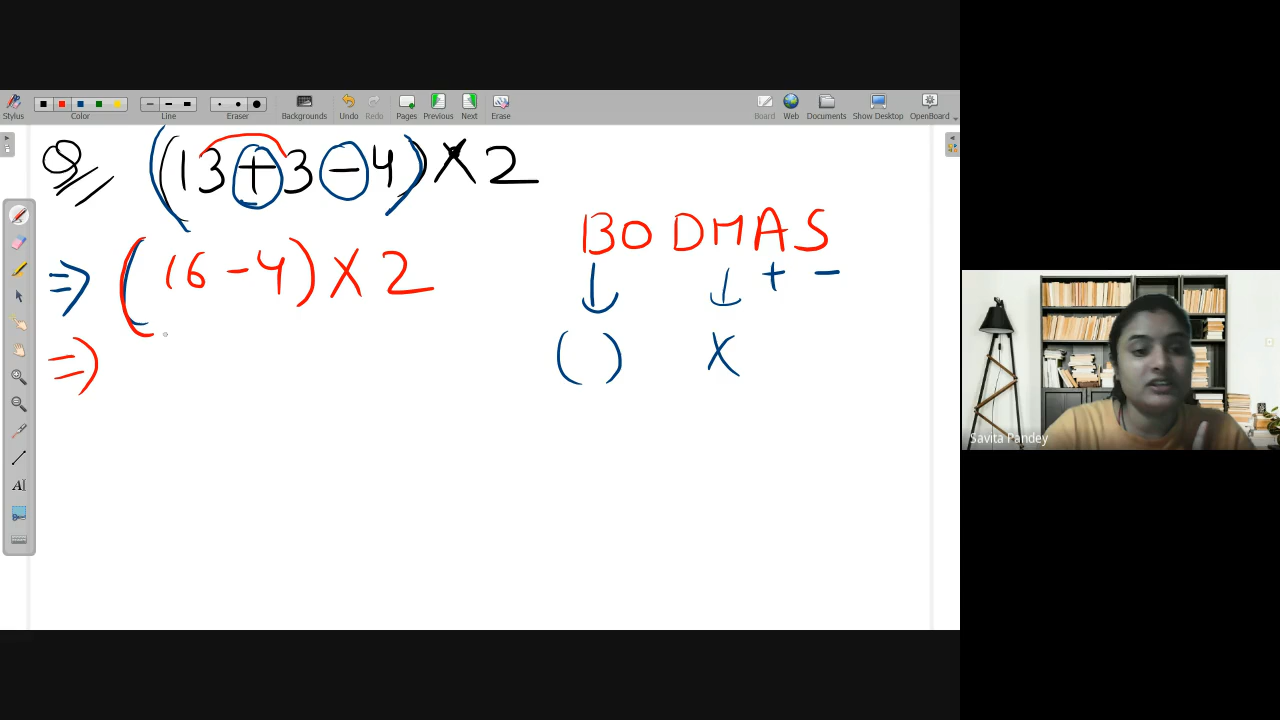 Stylus
Color
Line
Eraser
Backgrounds
Undo
Redo
Pages
Previous
Next
Erase
Board
Web
Documents
Show Desktop
OpenBoard
Q. (13+3-4)×2
⇒ (16-4)×2
⇒
BODMAS
+ -
( ) ×
Savita Pandey